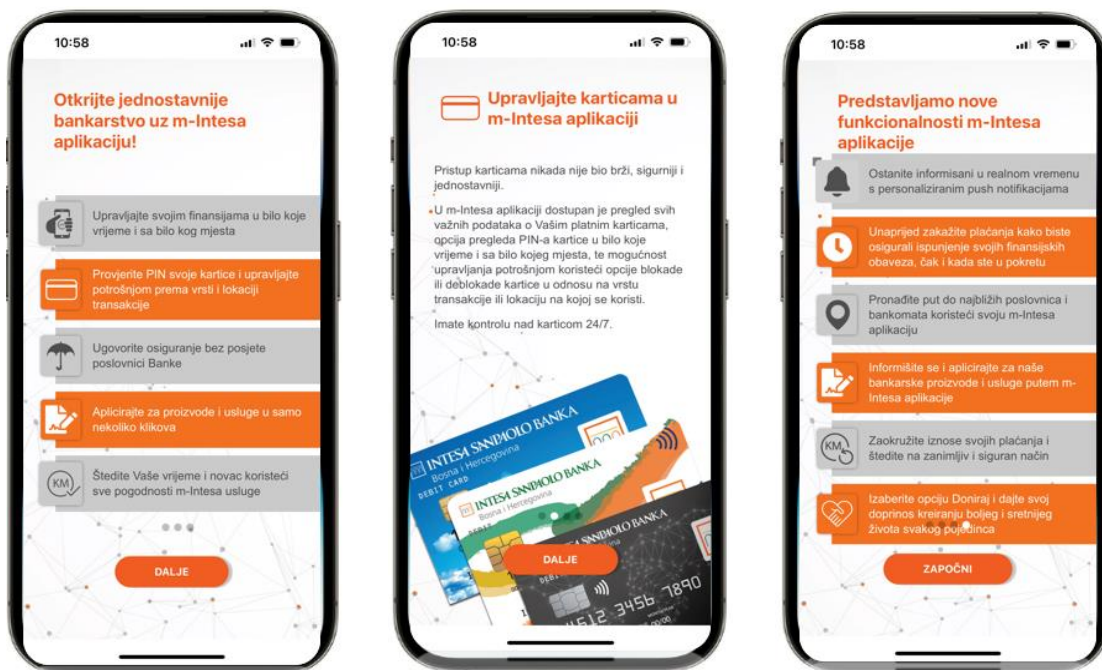 10:58
Otkrijte jednostavnije
bankarstvo uz m-Intesa
aplikaciju!
Upravljajte svojim finansijama u bilo koje
vrijeme i sa bilo kog mjesta
Provjerite PIN svoje kartice i upravljajte
potrošnjom prema vrsti i lokaciji
transakcije
Ugovorite osiguranje bez posjete
poslovnici Banke
Aplicirajte za proizvode i usluge u samo
nekoliko klikova
KM
Štedite Vaše vrijeme i novac koristeći
sve pogodnosti m-Intesa usluge
DALJE
10:58
Upravljajte karticama u
m-Intesa aplikaciji
Pristup karticama nikada nije bio brži, sigurniji i
jednostavniji.
U m-Intesa aplikaciji dostupan je pregled svih
važnih podataka o Vašim platnim karticama,
opcija pregleda PIN-a kartice u bilo koje
vrijeme i sa bilo kojeg mjesta, te mogućnost
upravljanja potrošnjom koristeći opcije blokade
ili deblokade kartice u odnosu na vrstu
transakcije ili lokaciju na kojoj se koristi.
Imate kontrolu nad karticom 24/7.
INTESA SANPAOLO BANKA
Bosna i Hercegovina
DEBIT CARD
INTESA SANPAOLO BANKA
Bosna i Hercegovina
DEBIT
SANPAOLO BANKA
Hercegovina
DEBI
4512 3456 7890
DALJE
10:58
Predstavljamo nove
funkcionalnosti m-Intesa
aplikacije
Ostanite informisani u realnom vremenu
s personaliziranim push notifikacijama
Unaprijed zakažite plaćanja kako biste
osigurali ispunjenje svojih finansijskih
obaveza, čak i kada ste u pokretu
Pronađite put do najbližih poslovnica i
bankomata koristeći svoju m-Intesa
aplikaciju
Informišite se i aplicirajte za naše
bankarske proizvode i usluge putem m-
Intesa aplikacije
KM
Zaokružite iznose svojih plaćanja i
štedite na zanimljiv i siguran način
Izaberite opciju Doniraj i dajte svoj
doprinos kreiranju boljeg i sretnijeg
života svakog pojedinca
ZAPOČNI